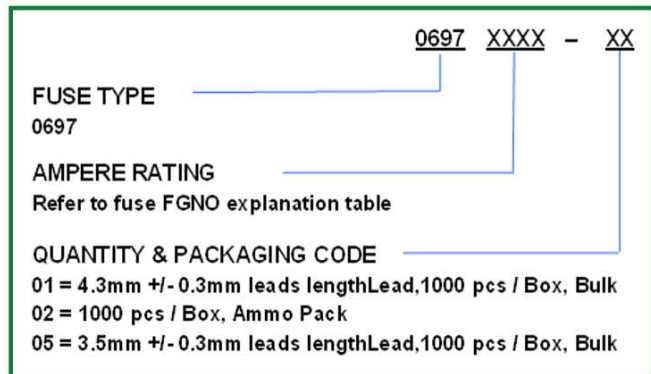 0697 XXXX – XX
FUSE TYPE
0697
AMPERE RATING
Refer to fuse FGNO explanation table
QUANTITY & PACKAGING CODE
01 = 4.3mm +/- 0.3mm leads lengthLead,1000 pcs / Box, Bulk
02 = 1000 pcs / Box, Ammo Pack
05 = 3.5mm +/- 0.3mm leads lengthLead,1000 pcs / Box, Bulk